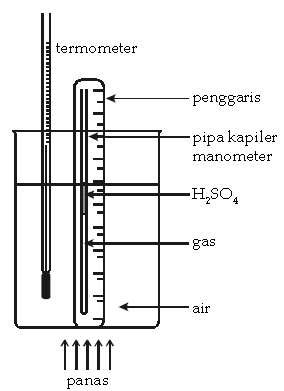 termometer
penggaris
pipa kapiler
manometer
H₂SO₄
gas
air
panas